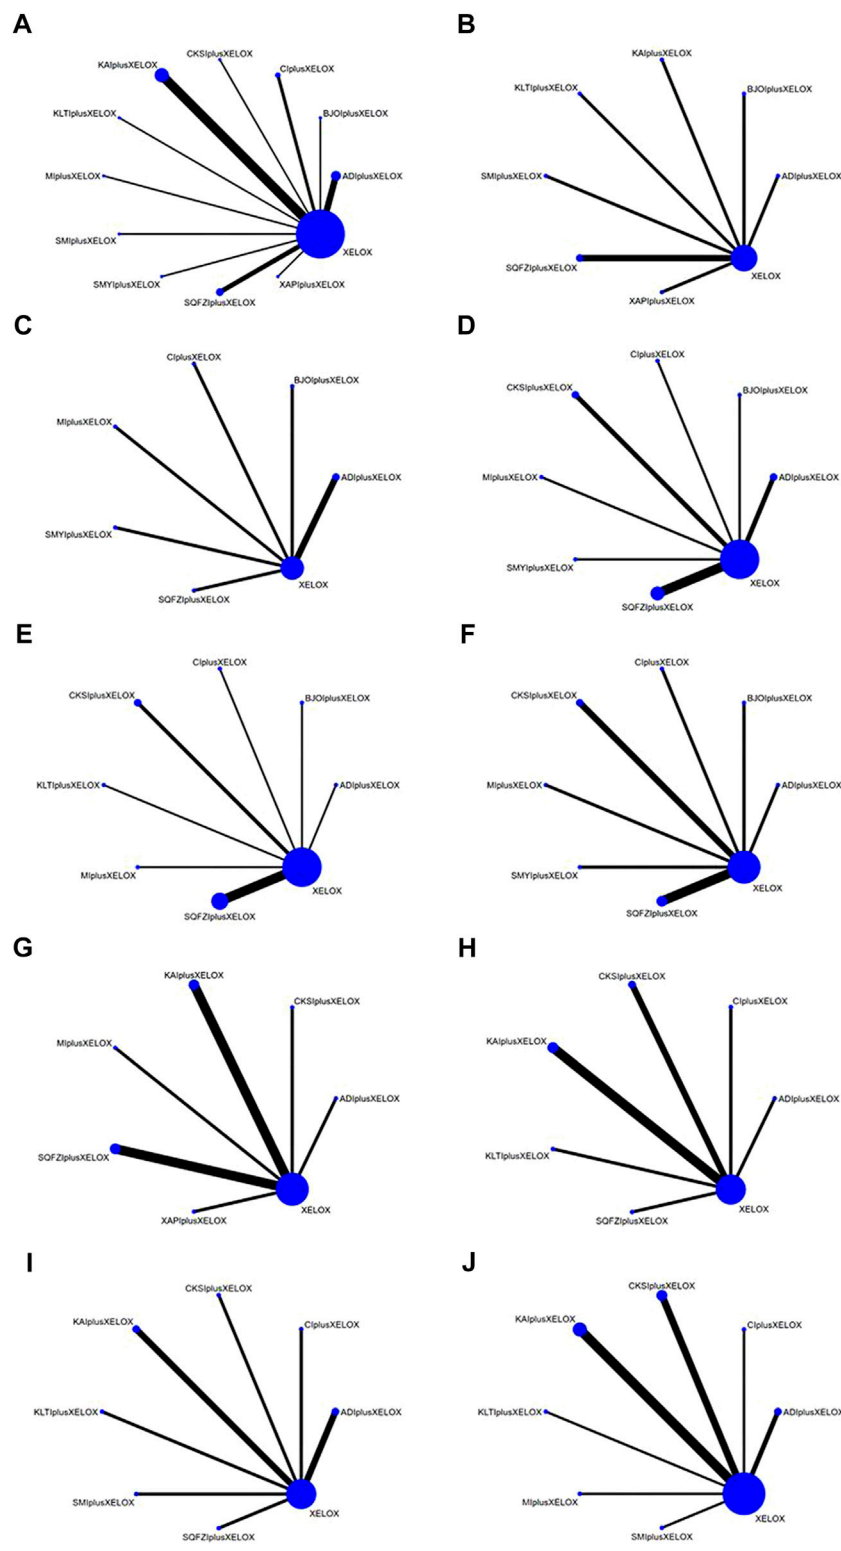 A
CKSIplusXELOX
KAIplusXELOX
CIplusXELOX
KLTIplusXELOX
BJOIplusXELOX
MIplusXELOX
ADIplusXELOX
SMIplusXELOX
XELOX
SMYIplusXELOX
XAPIplusXELOX
SQFZIplusXELOX
B
KAIplusXELOX
KLTIplusXELOX
BJOIplusXELOX
SMIplusXELOX
ADIplusXELOX
SQFZIplusXELOX
XELOX
XAPIplusXELOX
C
CIplusXELOX
BJOIplusXELOX
MIplusXELOX
ADIplusXELOX
SMYIplusXELOX
XELOX
SQFZIplusXELOX
D
CIplusXELOX
CKSIplusXELOX
BJOIplusXELOX
MIplusXELOX
ADIplusXELOX
SMYIplusXELOX
XELOX
SQFZIplusXELOX
E
CIplusXELOX
CKSIplusXELOX
BJOIplusXELOX
KLTIplusXELOX
ADIplusXELOX
MIplusXELOX
XELOX
SQFZIplusXELOX
F
CIplusXELOX
CKSIplusXELOX
BJOIplusXELOX
MIplusXELOX
ADIplusXELOX
SMYIplusXELOX
XELOX
SQFZIplusXELOX
G
KAIplusXELOX
CKSIplusXELOX
MIplusXELOX
ADIplusXELOX
SQFZIplusXELOX
XELOX
XAPIplusXELOX
H
CKSIplusXELOX
CIplusXELOX
KAIplusXELOX
ADIplusXELOX
KLTIplusXELOX
XELOX
SQFZIplusXELOX
I
CKSIplusXELOX
KAIplusXELOX
CIplusXELOX
KLTIplusXELOX
ADIplusXELOX
SMIplusXELOX
XELOX
SQFZIplusXELOX
J
CKSIplusXELOX
KAIplusXELOX
CIplusXELOX
KLTIplusXELOX
ADIplusXELOX
MIplusXELOX
XELOX
SMIplusXELOX